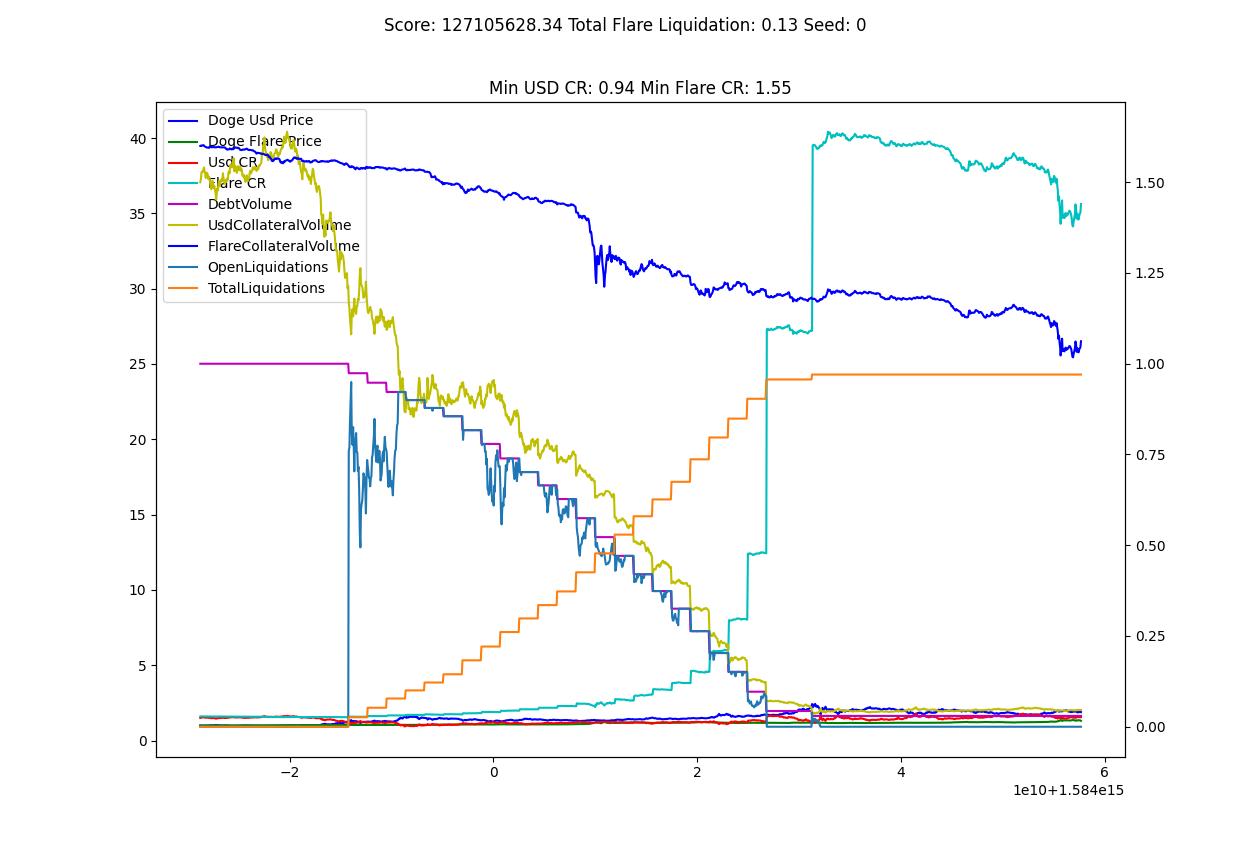 Score: 127105628.34 Total Flare Liquidation: 0.13 Seed: 0
Min USD CR: 0.94 Min Flare CR: 1.55
Doge Usd Price
Doge Flare Price
Usd CR
Flare CR
DebtVolume
UsdCollateralVolume
FlareCollateralVolume
OpenLiquidations
TotalLiquidations
40
35
30
25
20
15
10
5
0
1.50
1.25
1.00
0.75
0.50
0.25
0.00
−2
0
2
4
6
1e10+1.584e15